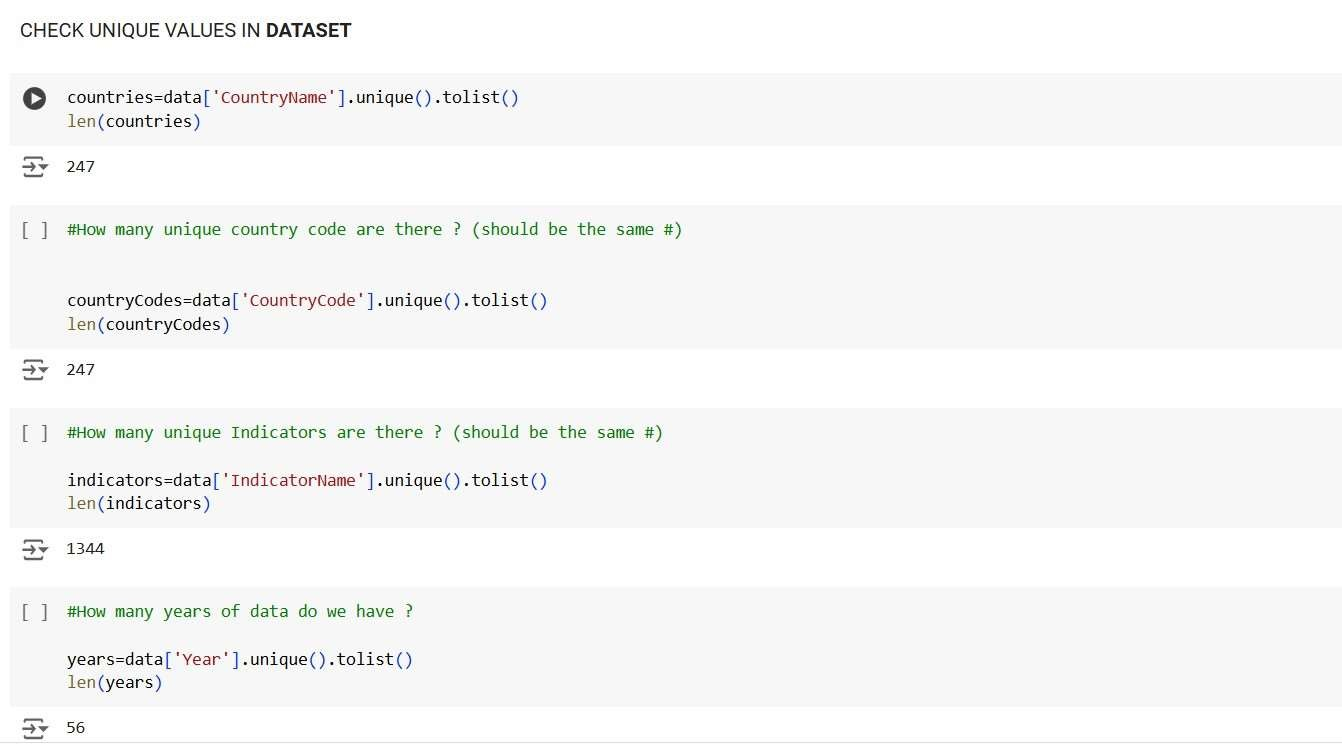 CHECK UNIQUE VALUES IN DATASET
countries=data['CountryName'].unique().tolist()
len(countries)
247
[ ] #How many unique country code are there ? (should be the same #)
countryCodes=data['CountryCode'].unique().tolist()
len(countryCodes)
247
[ ] #How many unique Indicators are there ? (should be the same #)
indicators=data['IndicatorName'].unique().tolist()
len(indicators)
1344
[ ] #How many years of data do we have ?
years=data['Year'].unique().tolist()
len(years)
56